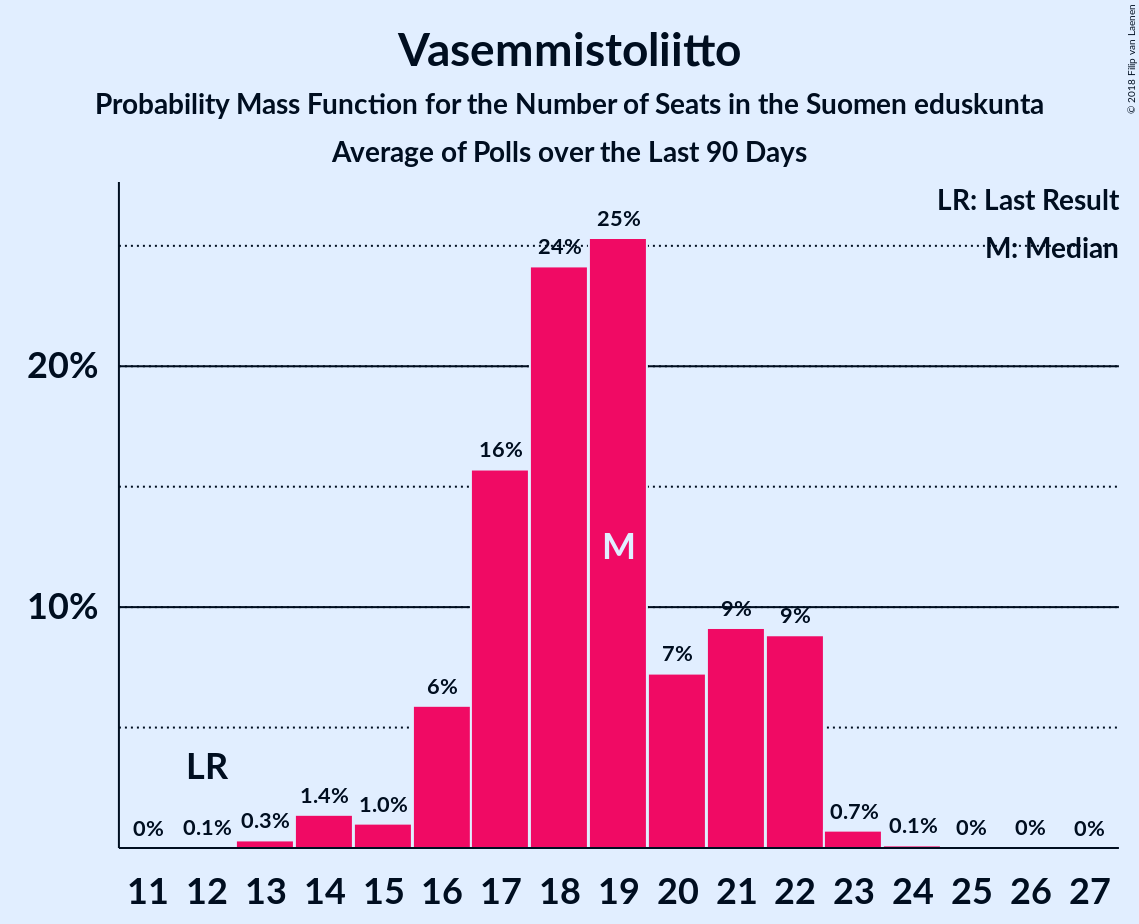 Vasemmistoliitto
Probability Mass Function for the Number of Seats in the Suomen eduskunta
Average of Polls over the Last 90 Days
© 2018 Filip van Laenen
LR: Last Result
M: Median
20%
10%
0%
0.1%
0.3%
1.4%
1.0%
6%
16%
24%
25%
7%
9%
9%
0.7%
0.1%
0%
0%
0%
LR
M
11 12 13 14 15 16 17 18 19 20 21 22 23 24 25 26 27